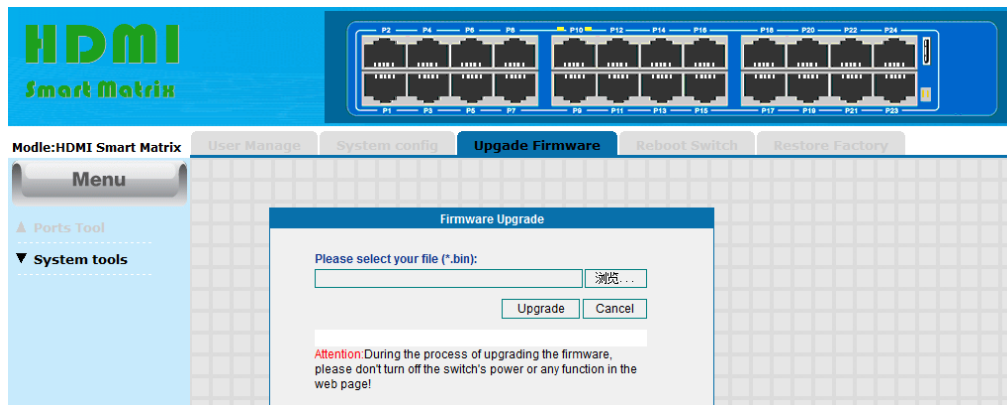 HDMI
Smart Matrix
P2 P4 P6 P8 P10 P12 P14 P16 P18 P20 P22 P24
P1 P3 P5 P7 P9 P11 P13 P15 P17 P19 P21 P23
Modle:HDMI Smart Matrix
User Manage System config Upgade Firmware Reboot Switch Restore Factory
Menu
▲ Ports Tool
▼ System tools
Firmware Upgrade
Please select your file (*.bin):
浏览...
Upgrade Cancel
Attention:During the process of upgrading the firmware,
please don't turn off the switch's power or any function in the
web page!